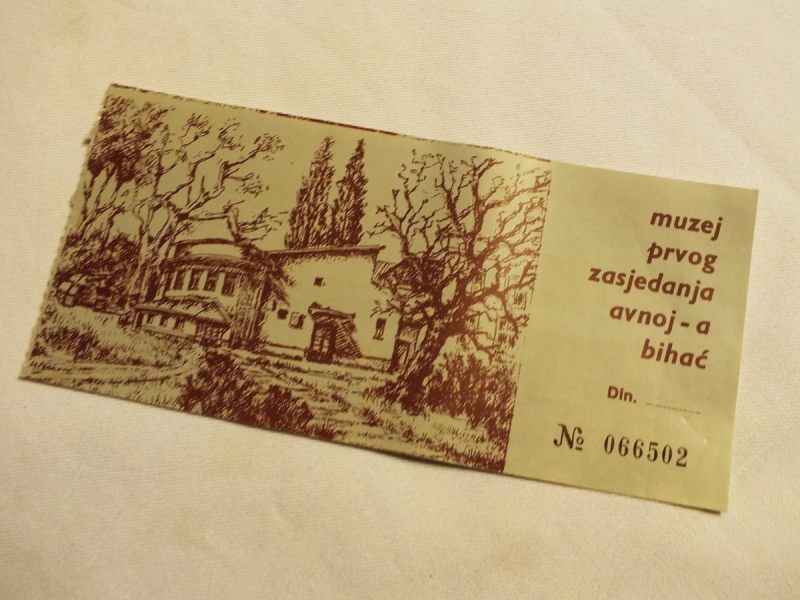 muzej
prvog
zasjedanja
avnoj-a
bihać
Din. ..............
№ 066502